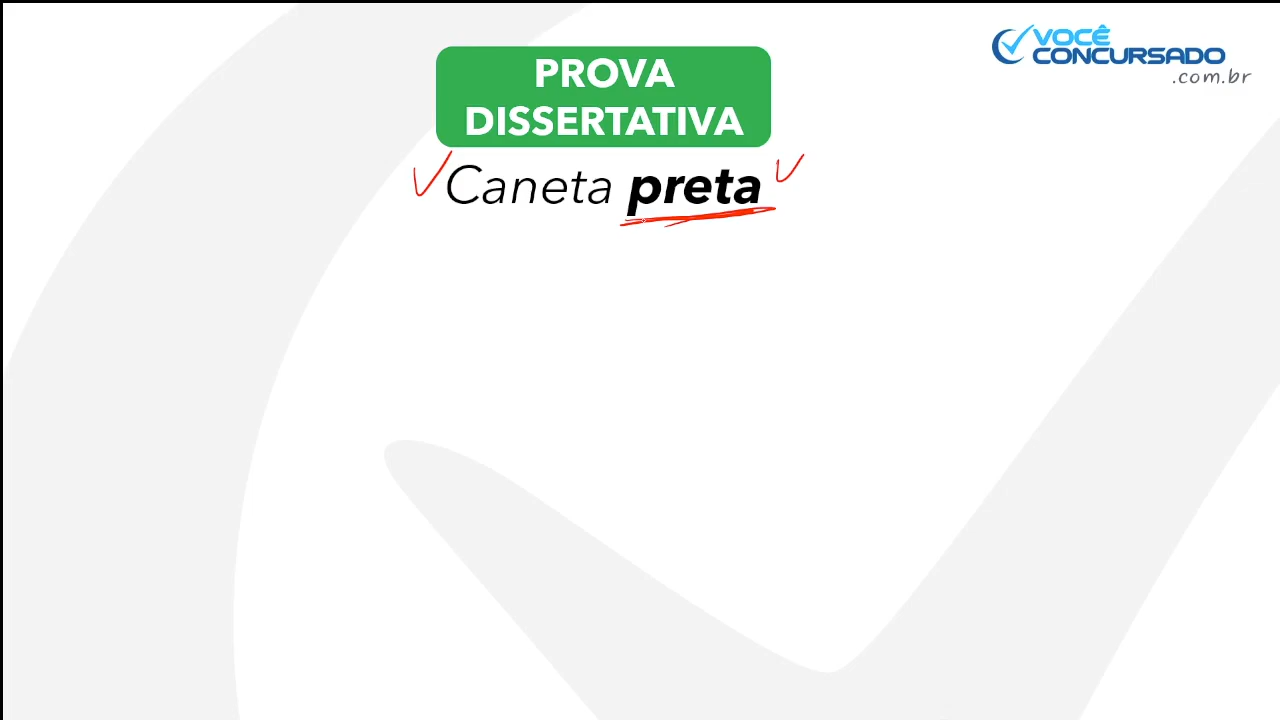 VOCÊ
CONCURSADO
.com.br
PROVA
DISSERTATIVA
Caneta preta